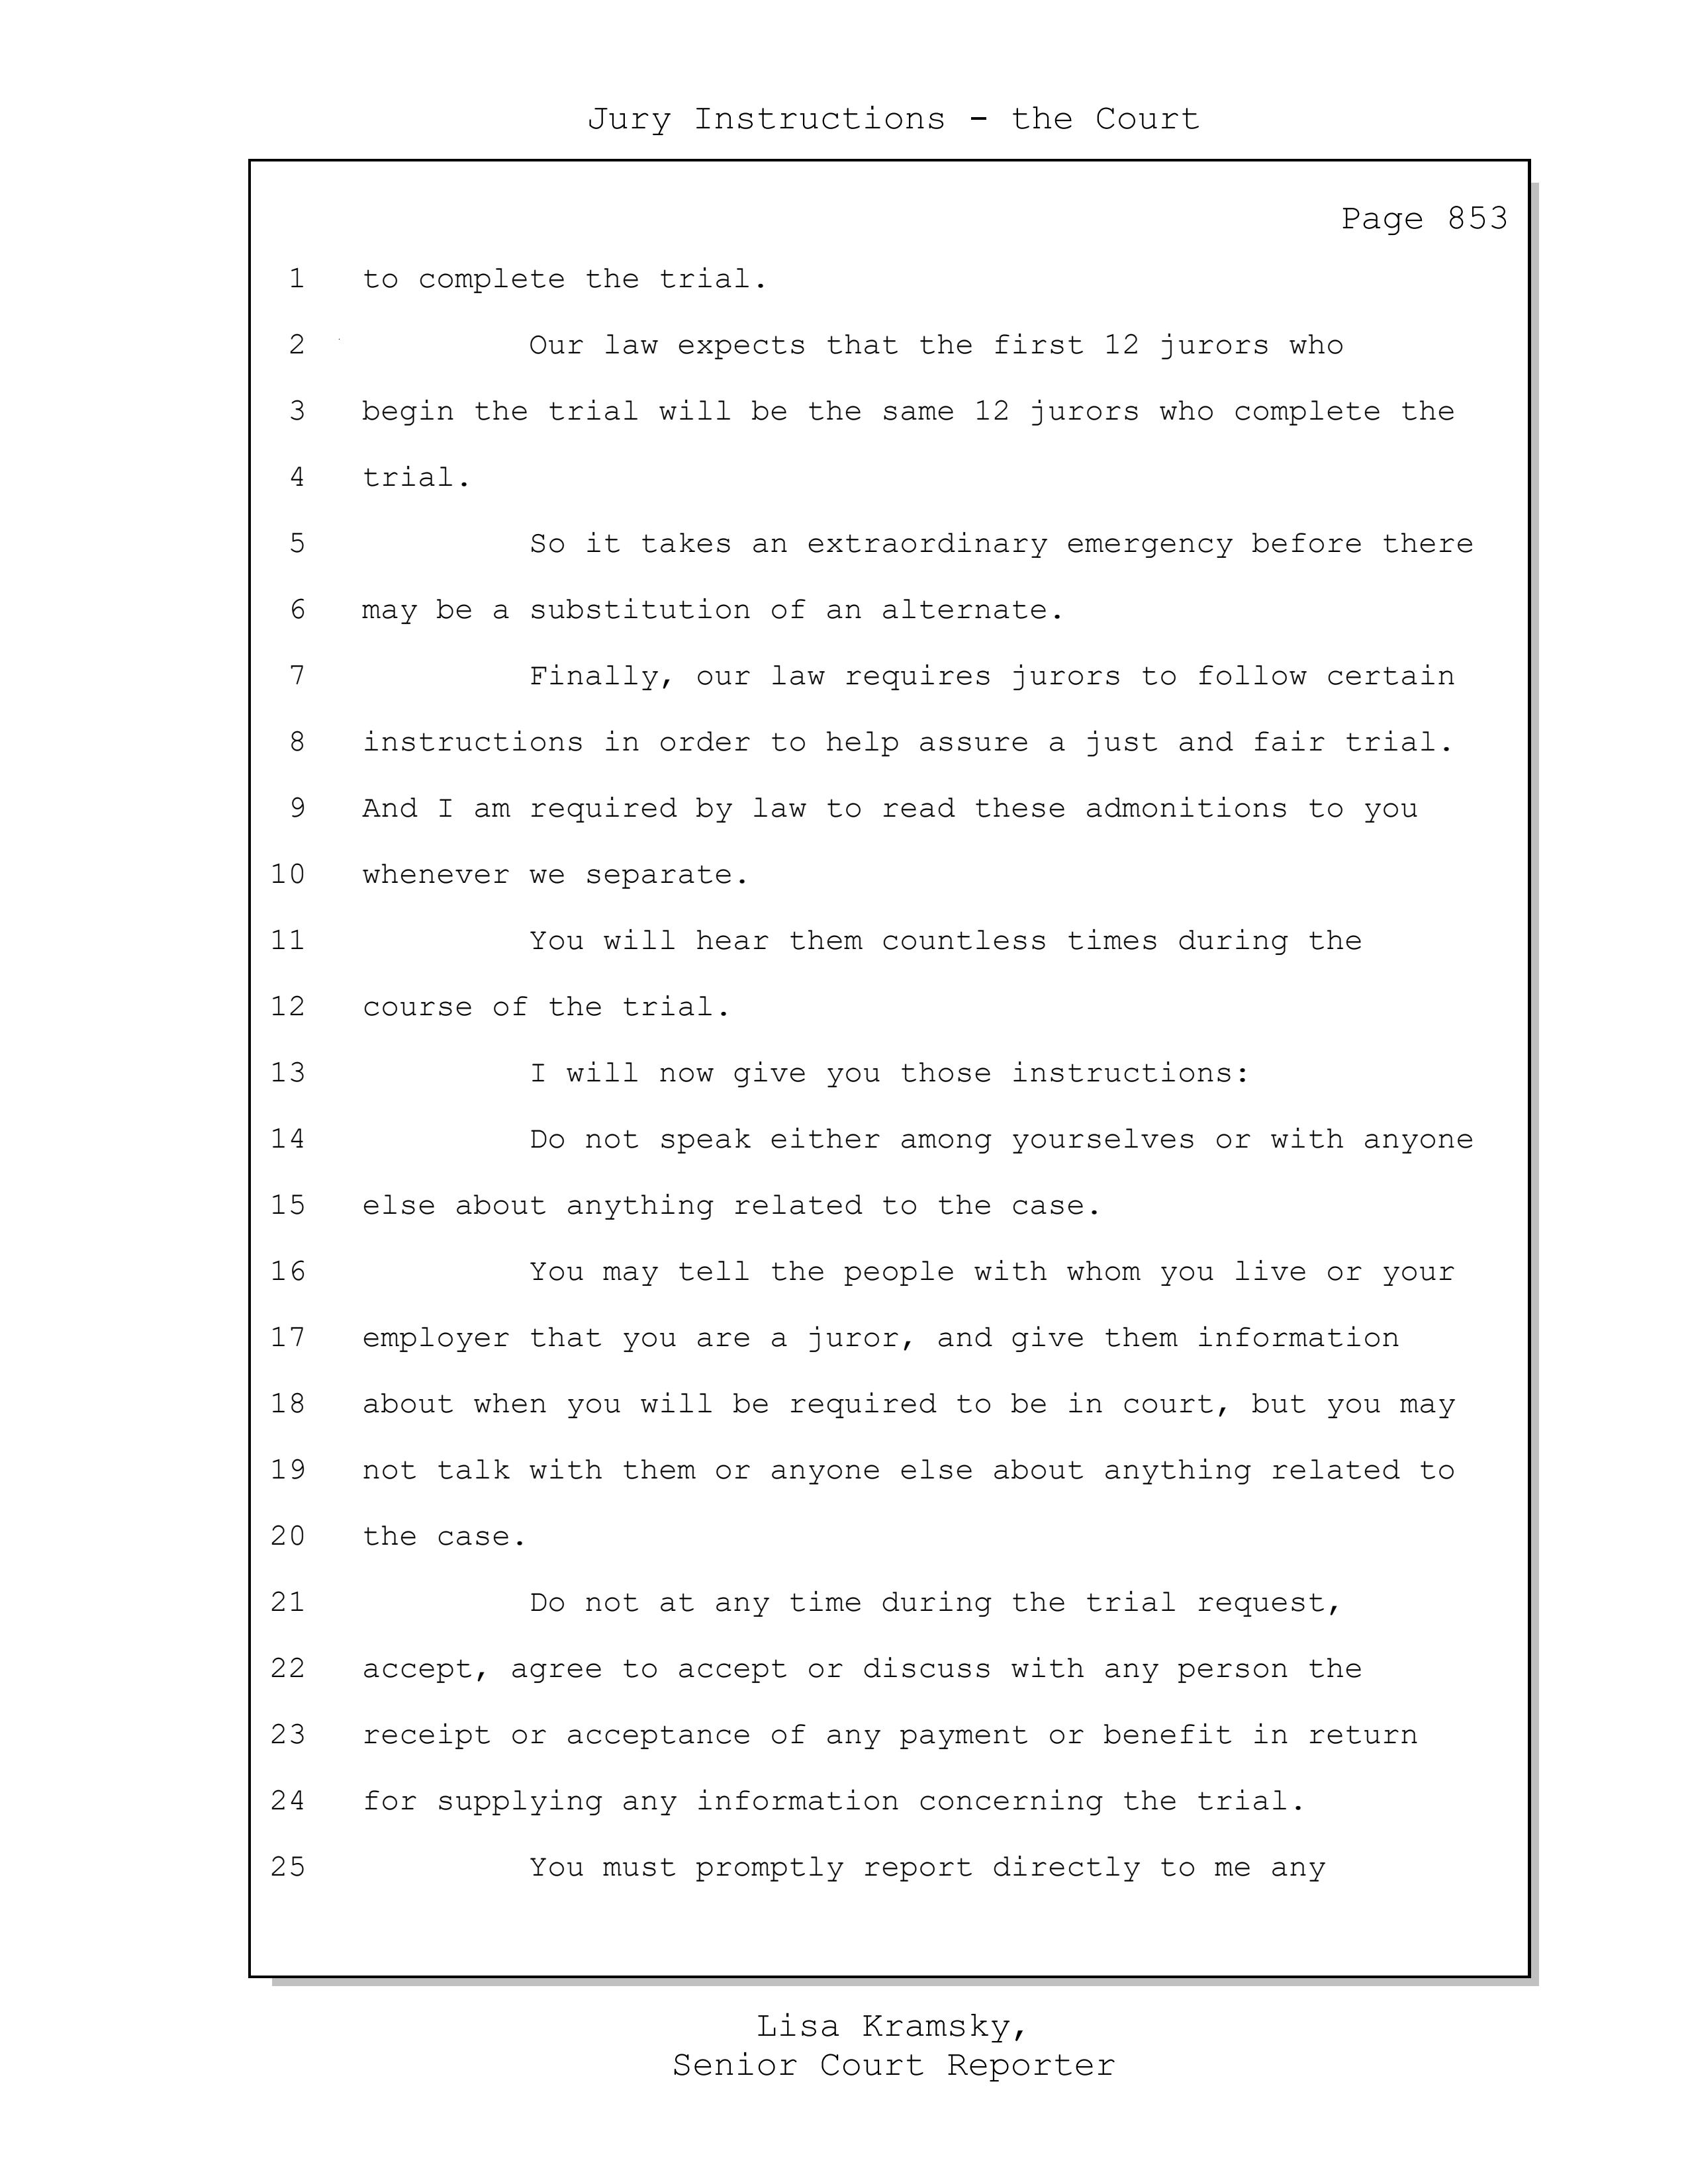 Jury Instructions - the Court
Page 853
1 to complete the trial.
2 Our law expects that the first 12 jurors who
3 begin the trial will be the same 12 jurors who complete the
4 trial.
5 So it takes an extraordinary emergency before there
6 may be a substitution of an alternate.
7 Finally, our law requires jurors to follow certain
8 instructions in order to help assure a just and fair trial.
9 And I am required by law to read these admonitions to you
10 whenever we separate.
11 You will hear them countless times during the
12 course of the trial.
13 I will now give you those instructions:
14 Do not speak either among yourselves or with anyone
15 else about anything related to the case.
16 You may tell the people with whom you live or your
17 employer that you are a juror, and give them information
18 about when you will be required to be in court, but you may
19 not talk with them or anyone else about anything related to
20 the case.
21 Do not at any time during the trial request,
22 accept, agree to accept or discuss with any person the
23 receipt or acceptance of any payment or benefit in return
24 for supplying any information concerning the trial.
25 You must promptly report directly to me any
Lisa Kramsky,
Senior Court Reporter